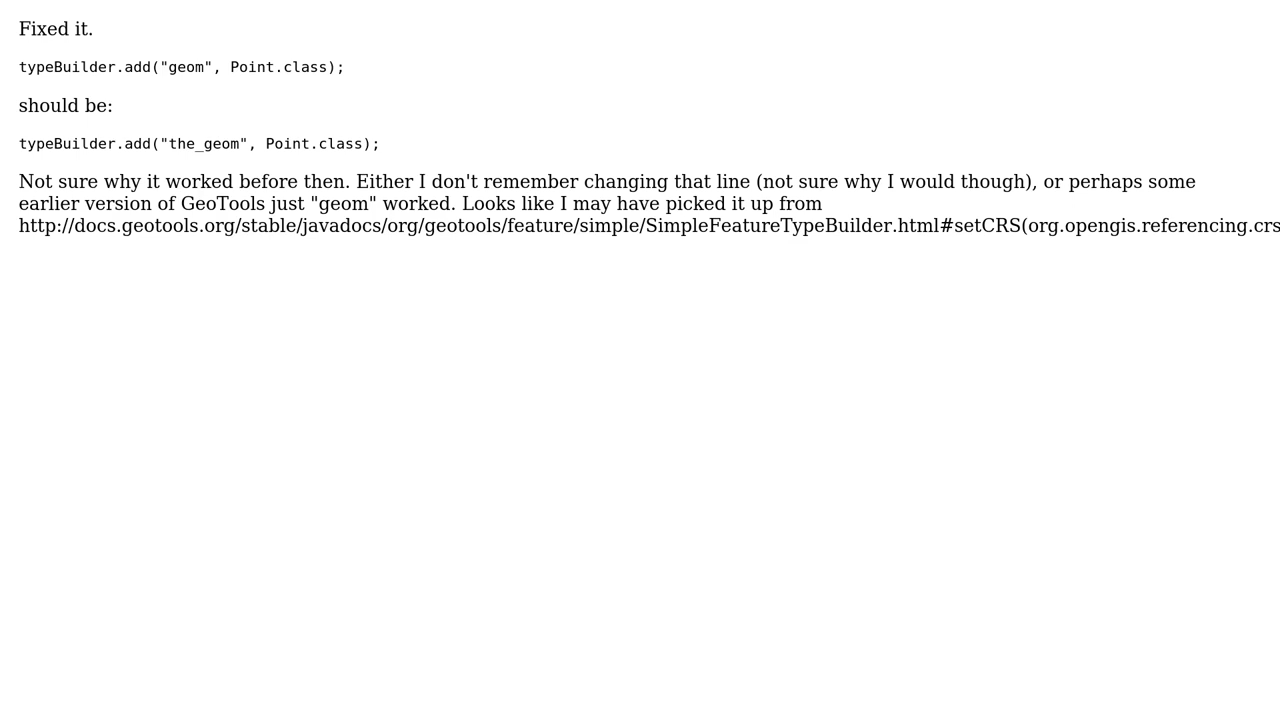 Fixed it.
typeBuilder.add("geom", Point.class);
should be:
typeBuilder.add("the_geom", Point.class);
Not sure why it worked before then. Either I don't remember changing that line (not sure why I would though), or perhaps some
earlier version of GeoTools just "geom" worked. Looks like I may have picked it up from
http://docs.geotools.org/stable/javadocs/org/geotools/feature/simple/SimpleFeatureTypeBuilder.html#setCRS(org.opengis.referencing.crs